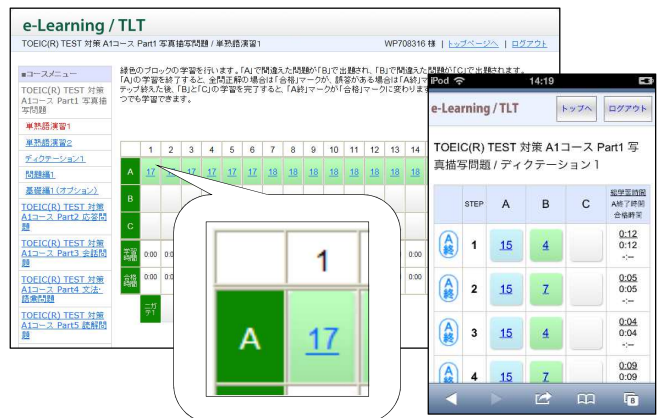 e-Learning / TLT
TOEIC(R) TEST 対策 A1コース Part1 写真描写問題 / 単熟語演習1
WP708316 様 | トップページへ | ログアウト
■コースメニュー
TOEIC(R) TEST 対策
A1コース Part1 写真描
写問題
単熟語演習1
単熟語演習2
ディクテーション1
問題編1
基礎編1(オプション)
TOEIC(R) TEST 対策
A1コース Part2 応答問
題
TOEIC(R) TEST 対策
A1コース Part3 会話問
題
TOEIC(R) TEST 対策
A1コース Part4 文法・
語彙問題
TOEIC(R) TEST 対策
A1コース Part5 読解問
題
緑色のブロックの学習を行います。「A」で間違えた問題が「B」で出題され、「B」で間違えた問題が「C」で出題されます。
「A」の学習を終了すると、全問正解の場合は「合格」マークが、誤答がある場合は「A終」マ
テップ終えた後、「B」と「C」の学習を完了すると、「A終」マークが「合格」マークに変わります
つでも学習できます。
1 2 3 4 5 6 7 8 9 10 11 12 13 14
A 17 17 17 17 17 17 18 18 18 18 18 18 18 18
B
C
学習時間 0:00 0:0 0:00
合格時間 0:00 0:0 0:00
ニガテ1
1
A 17
iPod 14:19
e-Learning / TLT トップへ ログアウト
TOEIC(R) TEST 対策 A1コース Part1 写
真描写問題 / ディクテーション1
STEP A B C 総学習時間
A終了時間
合格時間
A終 1 15 4 0:12
0:12
-:--
A終 2 15 7 0:05
0:05
-:--
A終 3 15 4 0:04
0:04
-:--
A終 4 15 7 0:09
0:09
8